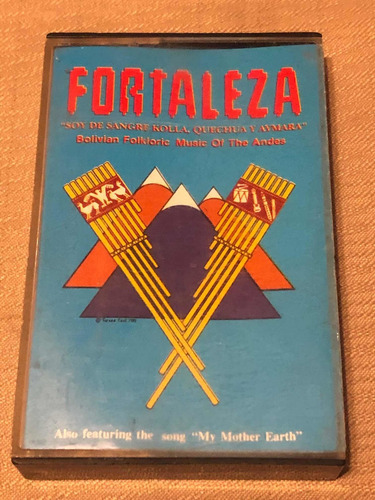 FORTALEZA
"SOY DE SANGRE KOLLA, QUECHUA Y AYMARA"
Bolivian Folkloric Music Of The Andes
Also featuring the song "My Mother Earth"